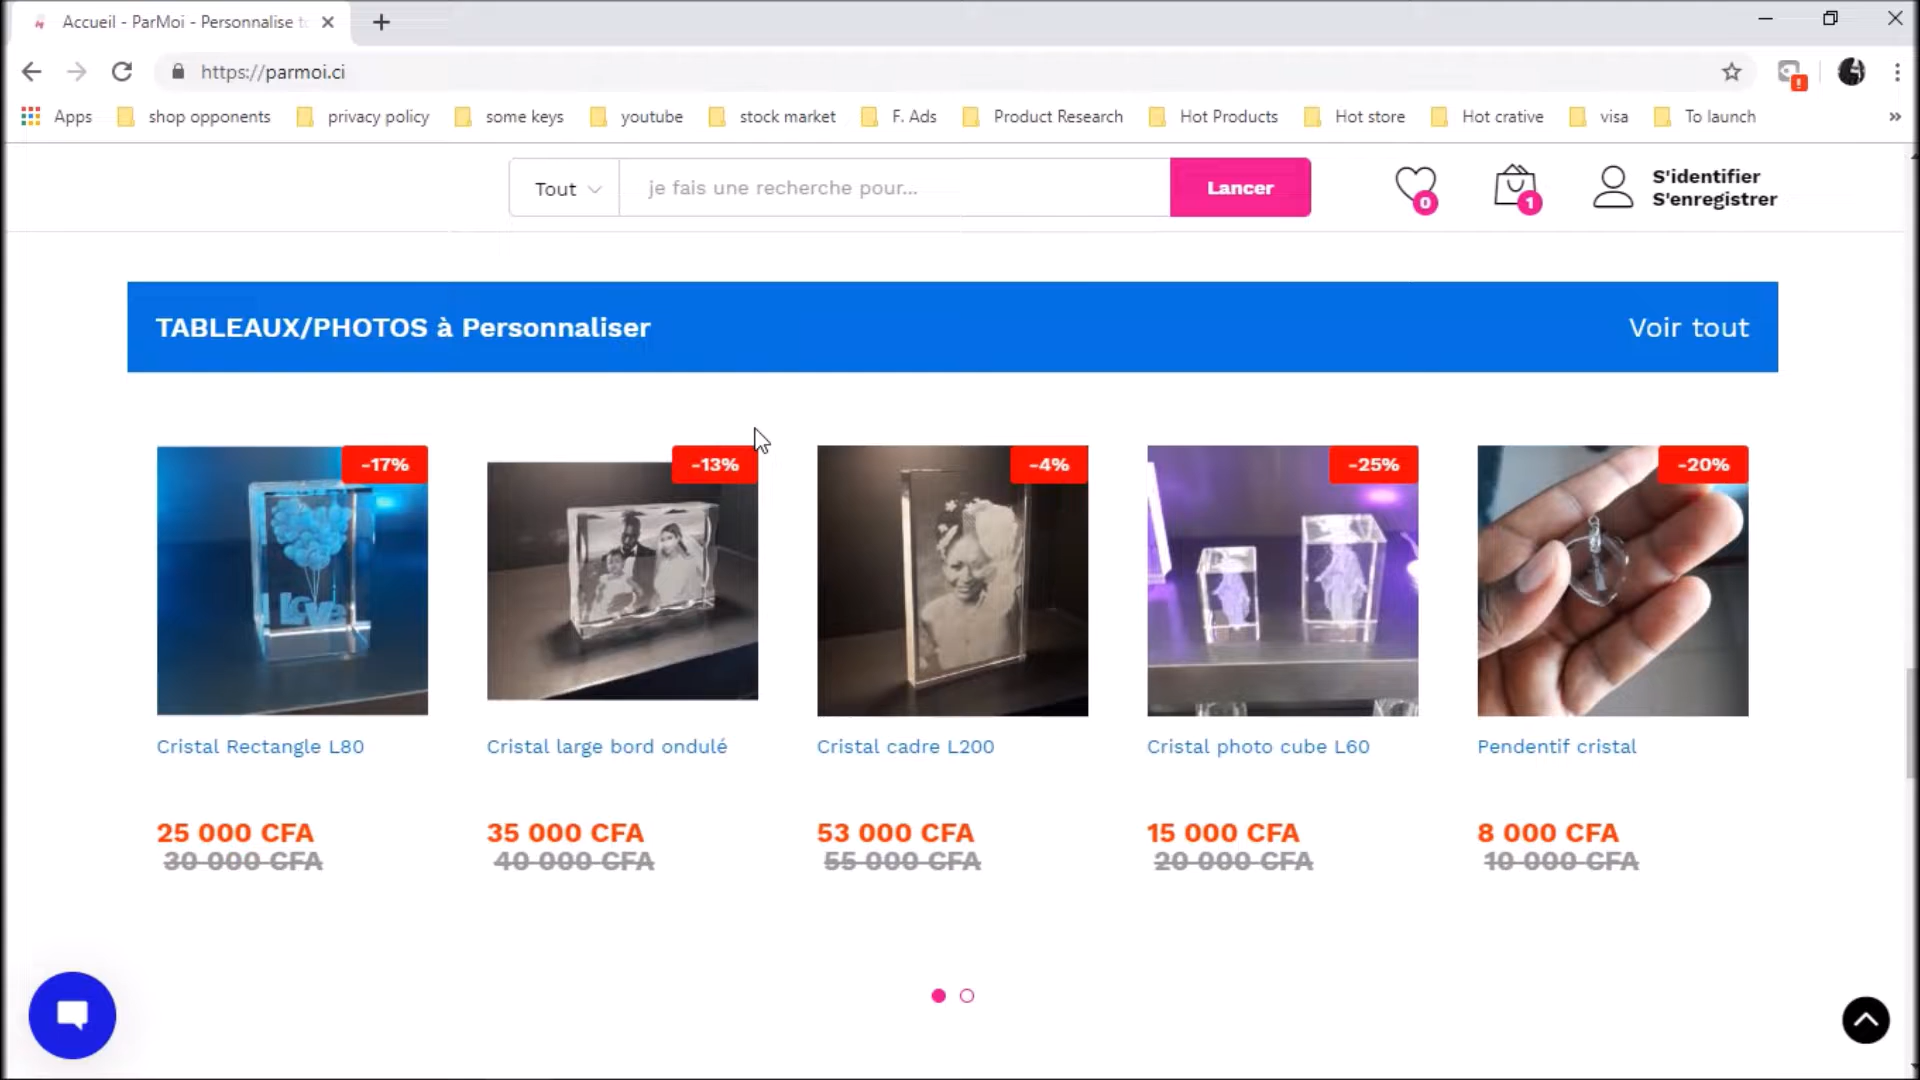 Accueil - ParMoi - Personnalise t
https://parmoi.ci
Apps shop opponents privacy policy some keys youtube stock market F. Ads Product Research Hot Products Hot store Hot crative visa To launch »
Tout je fais une recherche pour... Lancer 0 1 S'identifier
S'enregistrer
TABLEAUX/PHOTOS à Personnaliser Voir tout
-17% -13% -4% -25% -20%
love
Cristal Rectangle L80 Cristal large bord ondulé Cristal cadre L200 Cristal photo cube L60 Pendentif cristal
25 000 CFA 35 000 CFA 53 000 CFA 15 000 CFA 8 000 CFA
30 000 CFA 40 000 CFA 55 000 CFA 20 000 CFA 10 000 CFA